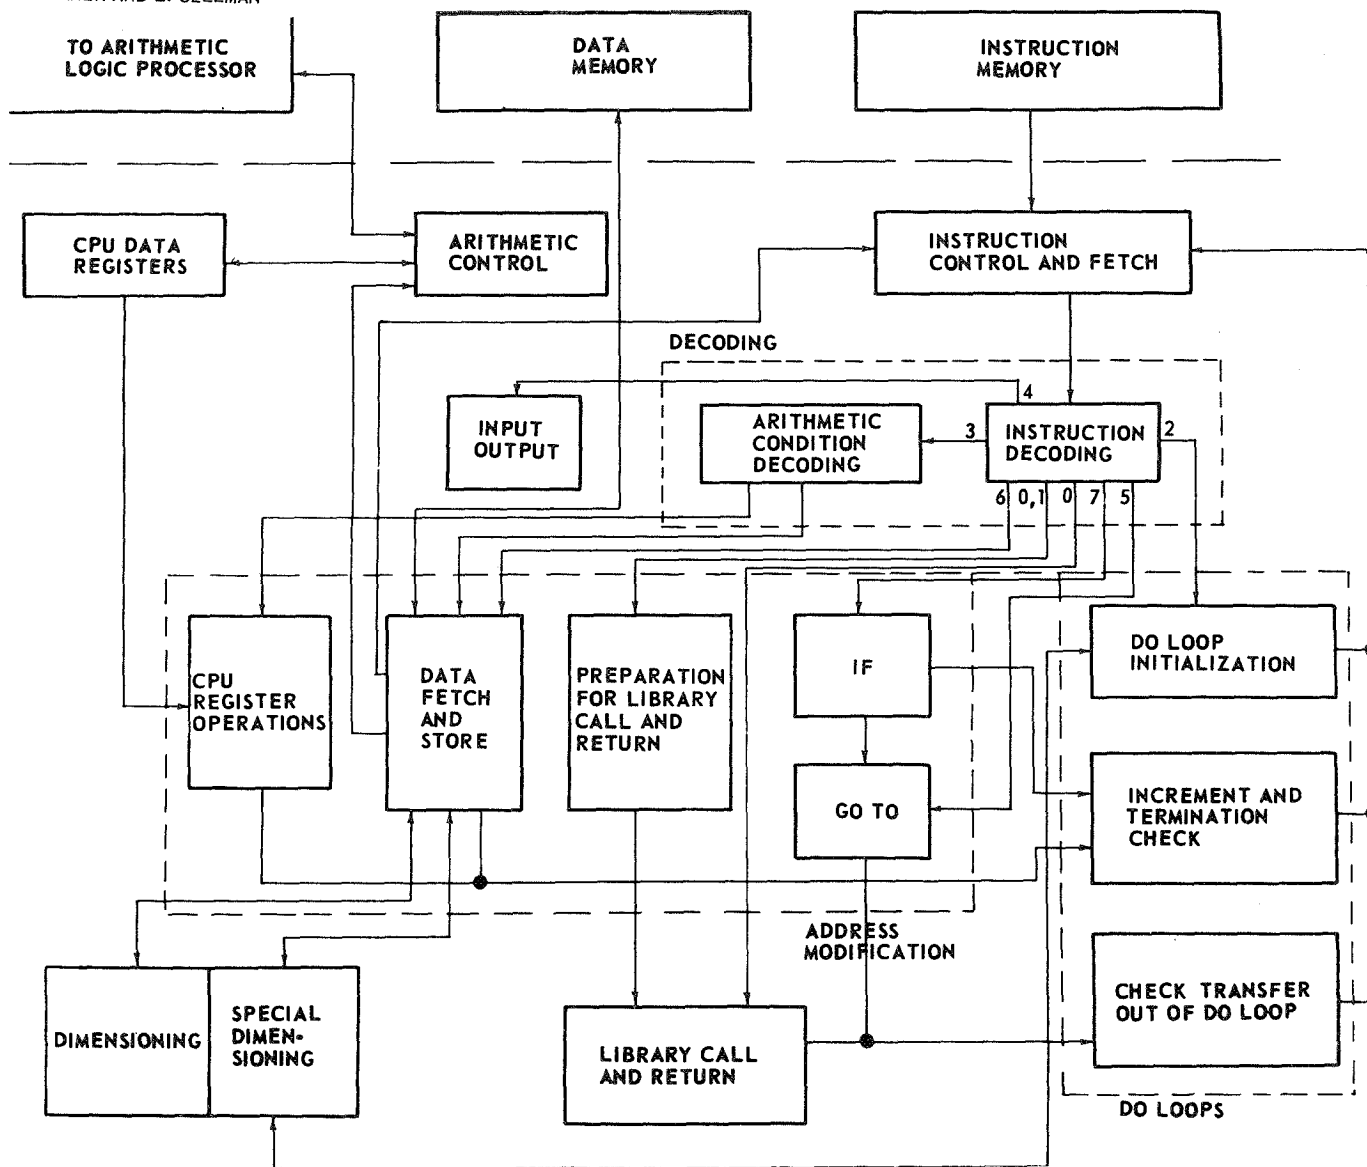 TO ARITHMETIC
LOGIC PROCESSOR
DATA
MEMORY
INSTRUCTION
MEMORY
CPU DATA
REGISTERS
ARITHMETIC
CONTROL
INSTRUCTION
CONTROL AND FETCH
DECODING
INPUT
OUTPUT
ARITHMETIC
CONDITION
DECODING
4
3
INSTRUCTION
DECODING
2
6 0,1 0 7 5
CPU
REGISTER
OPERATIONS
DATA
FETCH
AND
STORE
PREPARATION
FOR LIBRARY
CALL AND
RETURN
IF
GO TO
DO LOOP
INITIALIZATION
INCREMENT AND
TERMINATION
CHECK
ADDRESS
MODIFICATION
DIMENSIONING
SPECIAL
DIMEN-
SIONING
LIBRARY CALL
AND RETURN
CHECK TRANSFER
OUT OF DO LOOP
DO LOOPS